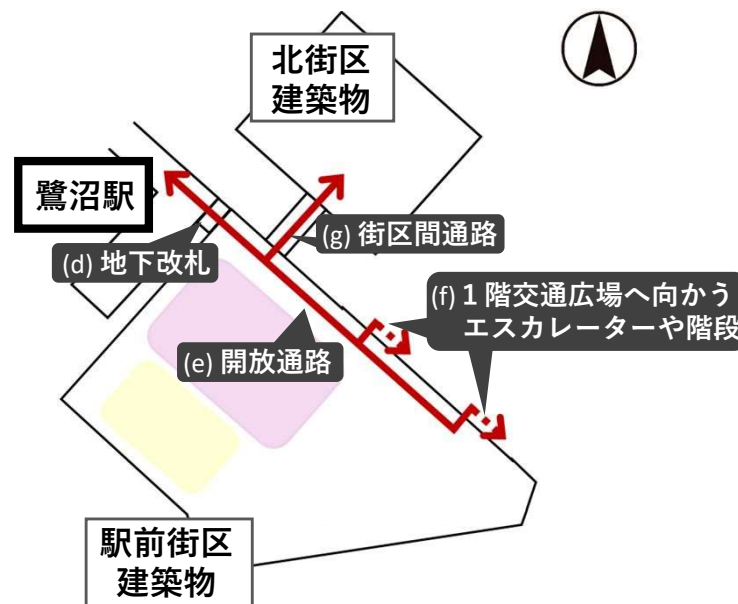 北街区
建築物
鷺沼駅
(g) 街区間通路
(d) 地下改札
(f) 1階交通広場へ向かう
エスカレーターや階段
(e) 開放通路
駅前街区
建築物